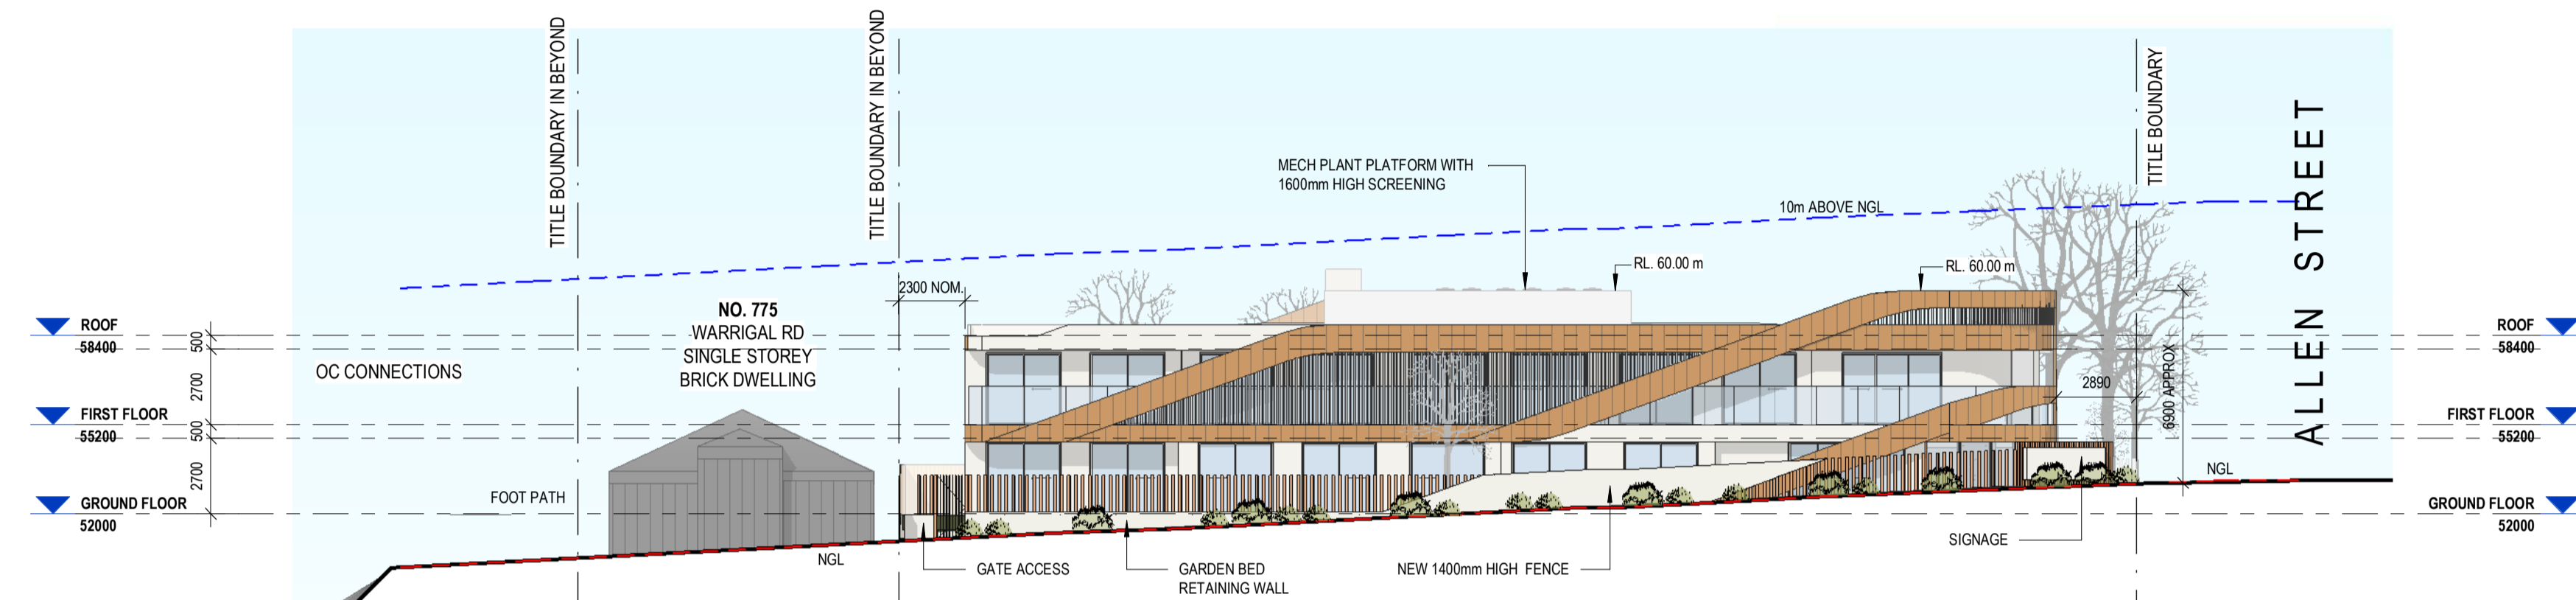 TITLE BOUNDARY IN BEYOND
TITLE BOUNDARY IN BEYOND
TITLE BOUNDARY
ALLEN STREET
MECH PLANT PLATFORM WITH
1600mm HIGH SCREENING
10m ABOVE NGL
RL. 60.00 m
RL. 60.00 m
2300 NOM.
NO. 775
WARRIGAL RD
SINGLE STOREY
BRICK DWELLING
OC CONNECTIONS
ROOF
58400
500
2700
FIRST FLOOR
55200
500
2700
GROUND FLOOR
52000
FOOT PATH
NGL
GATE ACCESS
GARDEN BED
RETAINING WALL
NEW 1400mm HIGH FENCE
SIGNAGE
2890
6900 APPROX
NGL
ROOF
58400
FIRST FLOOR
55200
GROUND FLOOR
52000